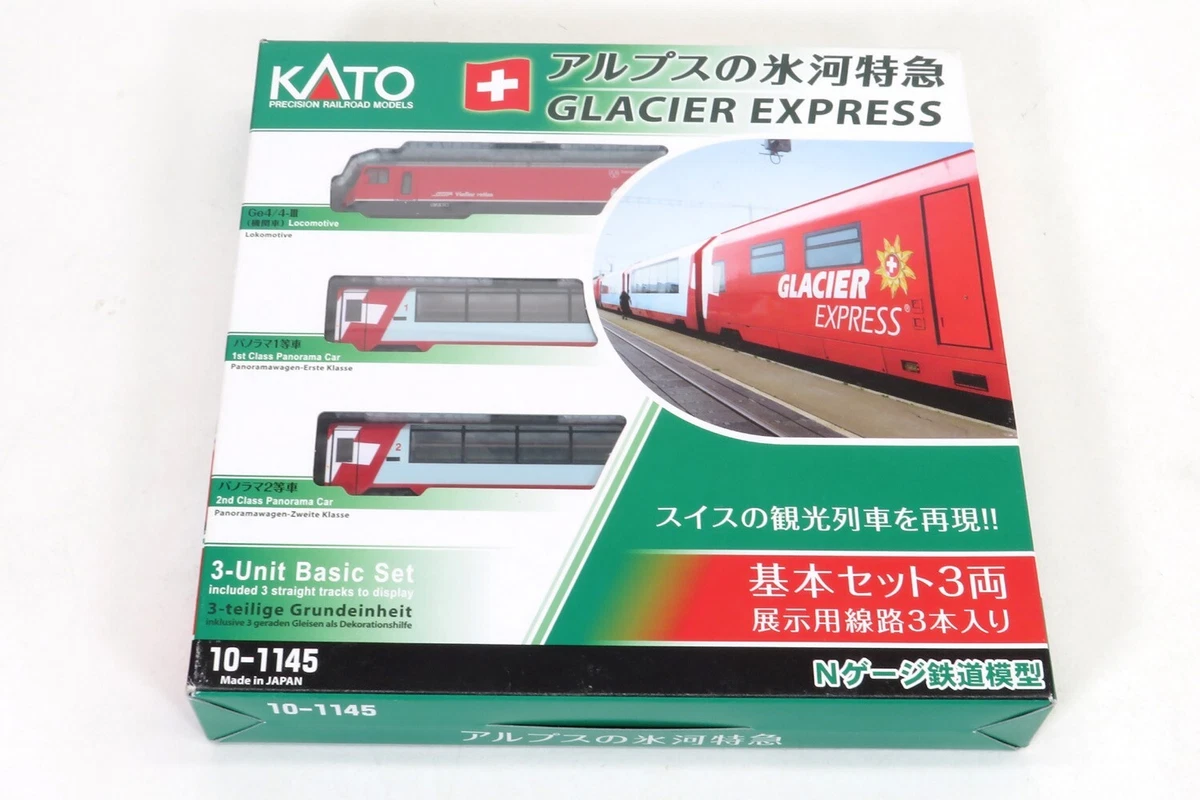 KATO
PRECISION RAILROAD MODELS
アルプスの氷河特急
GLACIER EXPRESS
Ge4/4-III
(機関車) Locomotive
Lokomotive
1
パノラマ1等車
1st Class Panorama Car
Panoramawagen-Erste Klasse
2
パノラマ2等車
2nd Class Panorama Car
Panoramawagen-Zweite Klasse
GLACIER
EXPRESS®
スイスの観光列車を再現!!
3-Unit Basic Set
included 3 straight tracks to display
3-teilige Grundeinheit
inklusive 3 geraden Gleisen als Dekorationshilfe
基本セット3両
展示用線路3本入り
10-1145
Made in JAPAN
Nゲージ鉄道模型
10-1145
アルプスの氷河特急